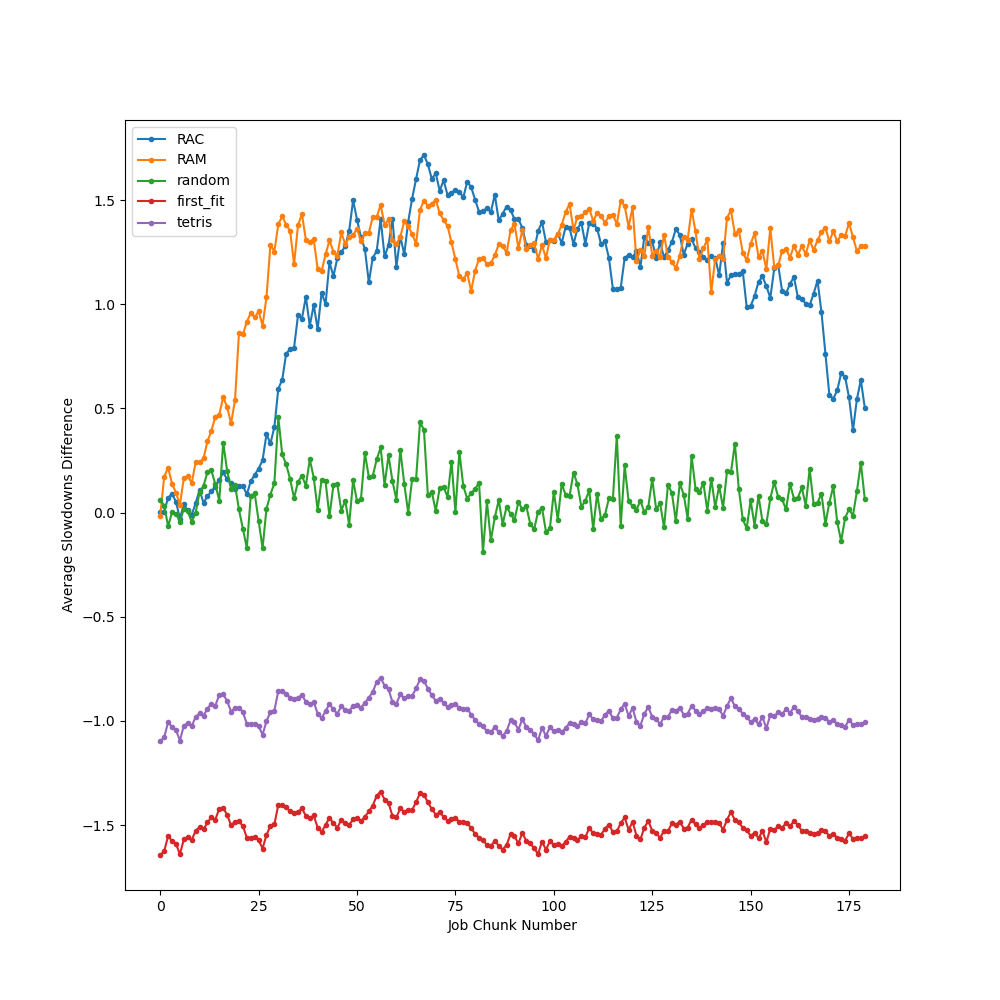 RAC
RAM
random
first_fit
tetris
1.5
1.0
0.5
0.0
−0.5
−1.0
−1.5
Average Slowdowns Difference
0 25 50 75 100 125 150 175
Job Chunk Number